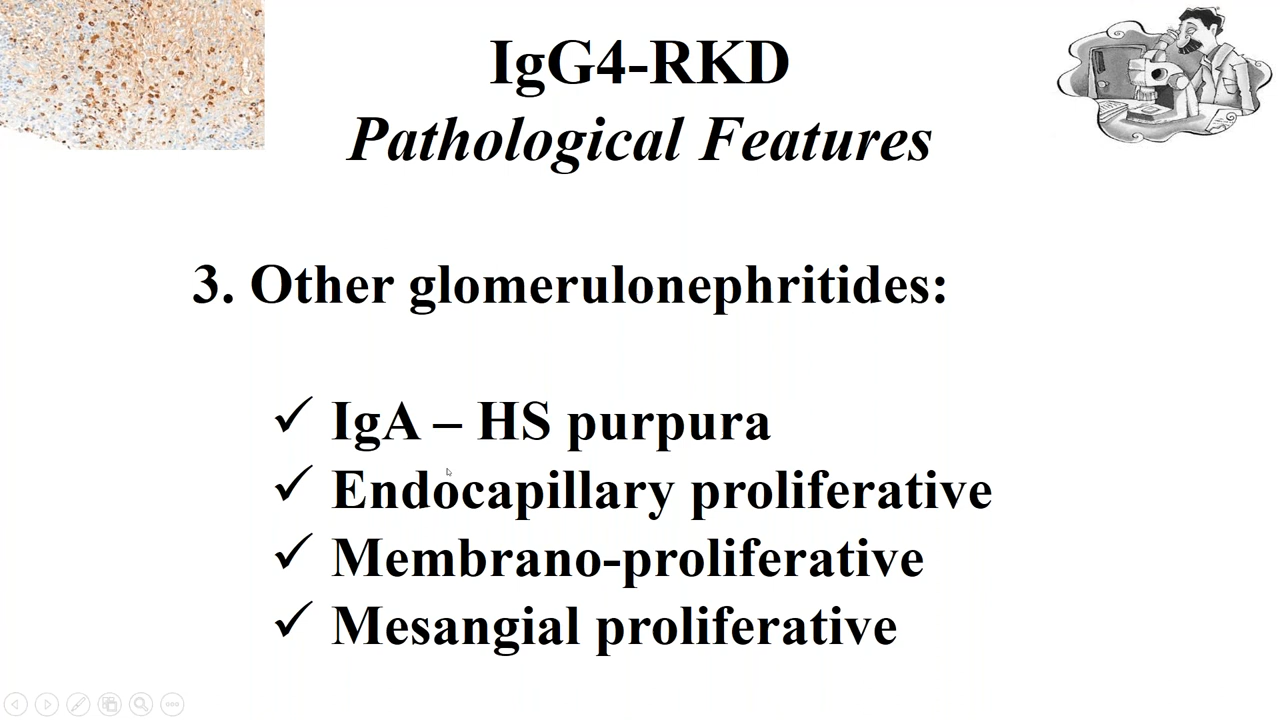 IgG4-RKD
Pathological Features
3. Other glomerulonephritides:
✓ IgA – HS purpura
✓ Endocapillary proliferative
✓ Membrano-proliferative
✓ Mesangial proliferative